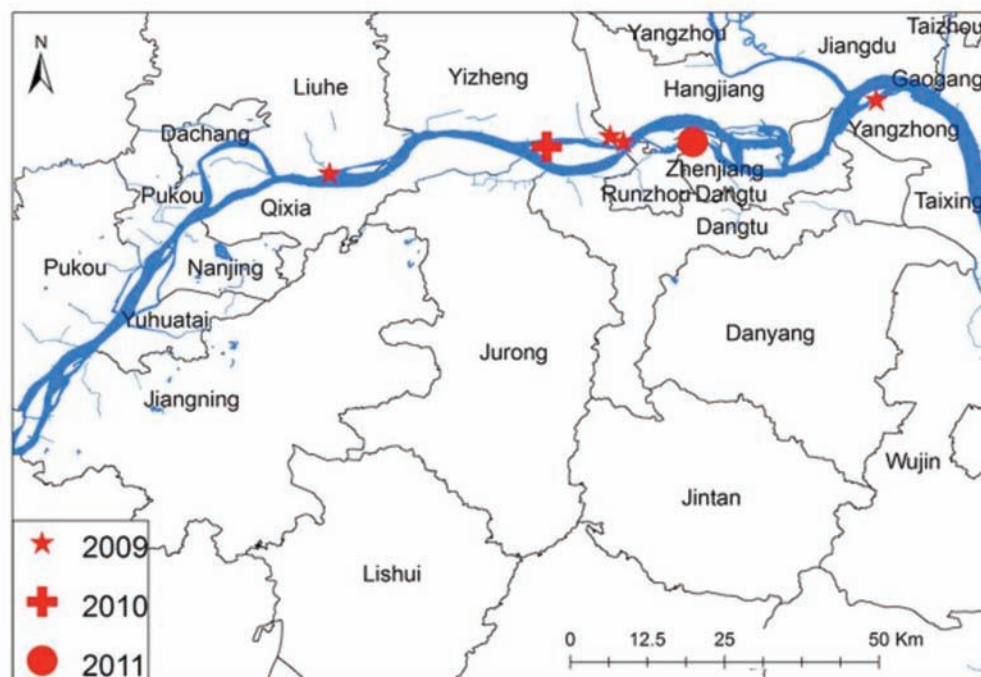 Yangzhou
Taizhou
Jiangdu
N
Liuhe
Yizheng
Hangjiang
Gaogang
Dachang
Yangzhong
Zhenjiang
Pukou
Qixia
Runzhou Dangtu
Taixing
Dangtu
Pukou
Nanjing
Yuhuatai
Danyang
Jurong
Jiangning
Wujin
Jintan
2009
Lishui
2010
0 12.5 25 50 Km
2011